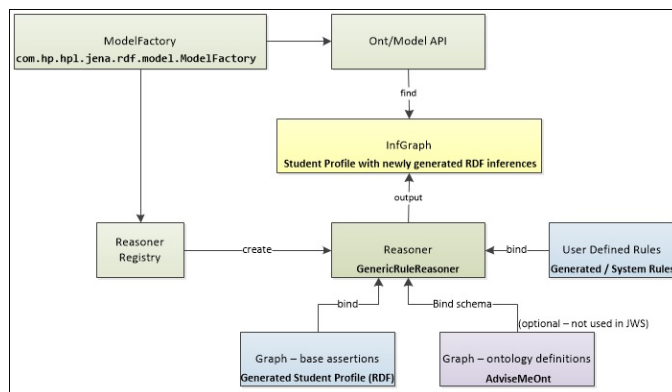 ModelFactory
com.hp.hpl.jena.rdf.model.ModelFactory
Ont/Model API
find
InfGraph
Student Profile with newly generated RDF inferences
output
Reasoner
Registry
create
Reasoner
GenericRuleReasoner
bind
User Defined Rules
Generated / System Rules
bind
Bind schema
(optional – not used in JWS)
Graph – base assertions
Generated Student Profile (RDF)
Graph – ontology definitions
AdviseMeOnt